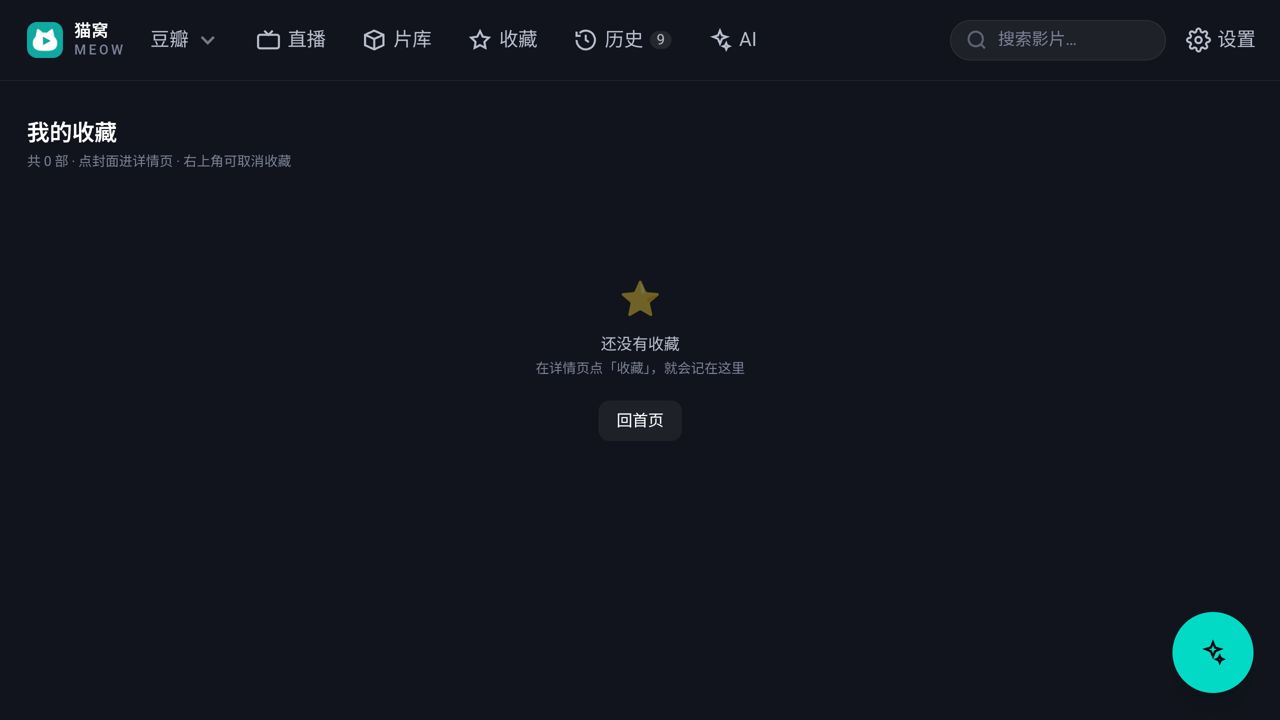 猫窝
MEOW
豆瓣
直播
片库
收藏
历史 9
AI
搜索影片...
设置
我的收藏
共 0 部 · 点封面进详情页 · 右上角可取消收藏
还没有收藏
在详情页点「收藏」，就会记在这里
回首页